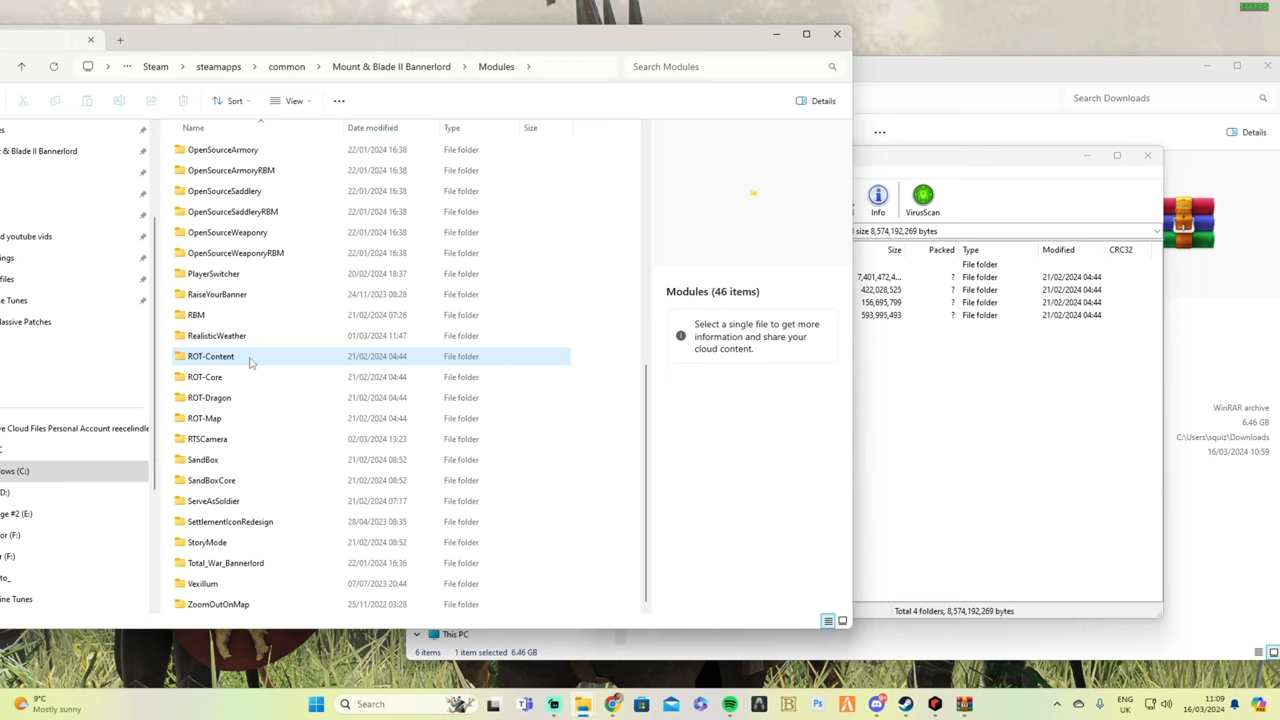 Steam > steamapps > common > Mount & Blade II Bannerlord > Modules >
Search Modules
Sort
View
Details
Name Date modified Type Size
OpenSourceArmory 22/01/2024 16:38 File folder
OpenSourceArmoryRBM 22/01/2024 16:38 File folder
OpenSourceSaddlery 22/01/2024 16:38 File folder
OpenSourceSaddleryRBM 22/01/2024 16:38 File folder
OpenSourceWeaponry 22/01/2024 16:38 File folder
OpenSourceWeaponryRBM 22/01/2024 16:38 File folder
PlayerSwitcher 20/02/2024 18:37 File folder
RaiseYourBanner 24/11/2023 08:28 File folder
RBM 21/02/2024 07:26 File folder
RealisticWeather 01/03/2024 11:47 File folder
ROT-Content 21/02/2024 04:44 File folder
ROT-Core 21/02/2024 04:44 File folder
ROT-Dragon 21/02/2024 04:44 File folder
ROT-Map 21/02/2024 04:44 File folder
RTSCamera 02/03/2024 13:23 File folder
SandBox 21/02/2024 08:52 File folder
SandBoxCore 21/02/2024 08:52 File folder
ServeAsSoldier 21/02/2024 07:17 File folder
SettlementIconRedesign 28/04/2023 08:35 File folder
StoryMode 21/02/2024 08:52 File folder
Total_War_Bannerlord 22/01/2024 16:36 File folder
Vexillum 07/07/2023 20:44 File folder
ZoomOutOnMap 25/11/2022 03:28 File folder
& Blade II Bannerlord
d youtube vids
ngs
files
e Tunes
assive Patches
ve Cloud Files Personal Account reecelindle
C
ows (C:)
D:)
ge #2 (E:)
or (F:)
r (F:)
to_
ine Tunes
Modules (46 items)
Select a single file to get more
information and share your
cloud content.
Search Downloads
Details
Info
VirusScan
size 8,574,192,269 bytes
Size Packed Type Modified CRC32
File folder
7,401,472,4... ? File folder 21/02/2024 04:44
422,028,525 ? File folder 21/02/2024 04:44
156,695,799 ? File folder 21/02/2024 04:44
593,995,493 ? File folder 21/02/2024 04:44
Total 4 folders, 8,574,192,269 bytes
WinRAR archive
6.46 GB
C:\Users\squiz\Downloads
16/03/2024 10:59
This PC
6 items 1 item selected 6.46 GB
9°C
Mostly sunny
Search
ENG
UK
11:09
16/03/2024